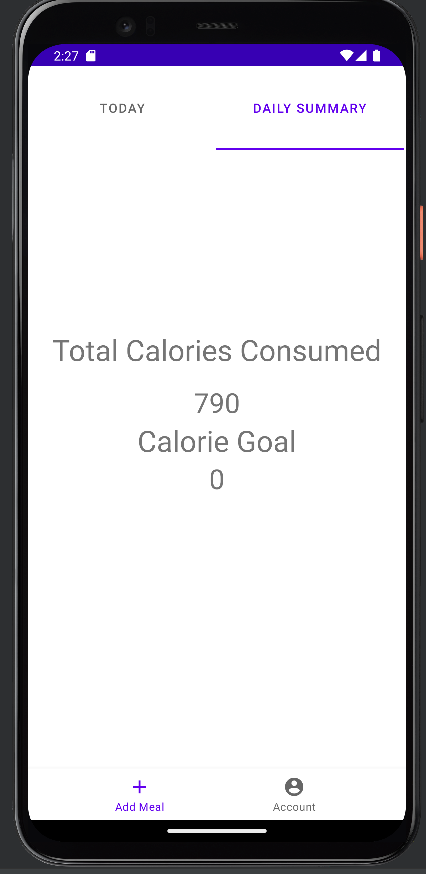 2:27
TODAY
DAILY SUMMARY
Total Calories Consumed
790
Calorie Goal
0
Add Meal
Account